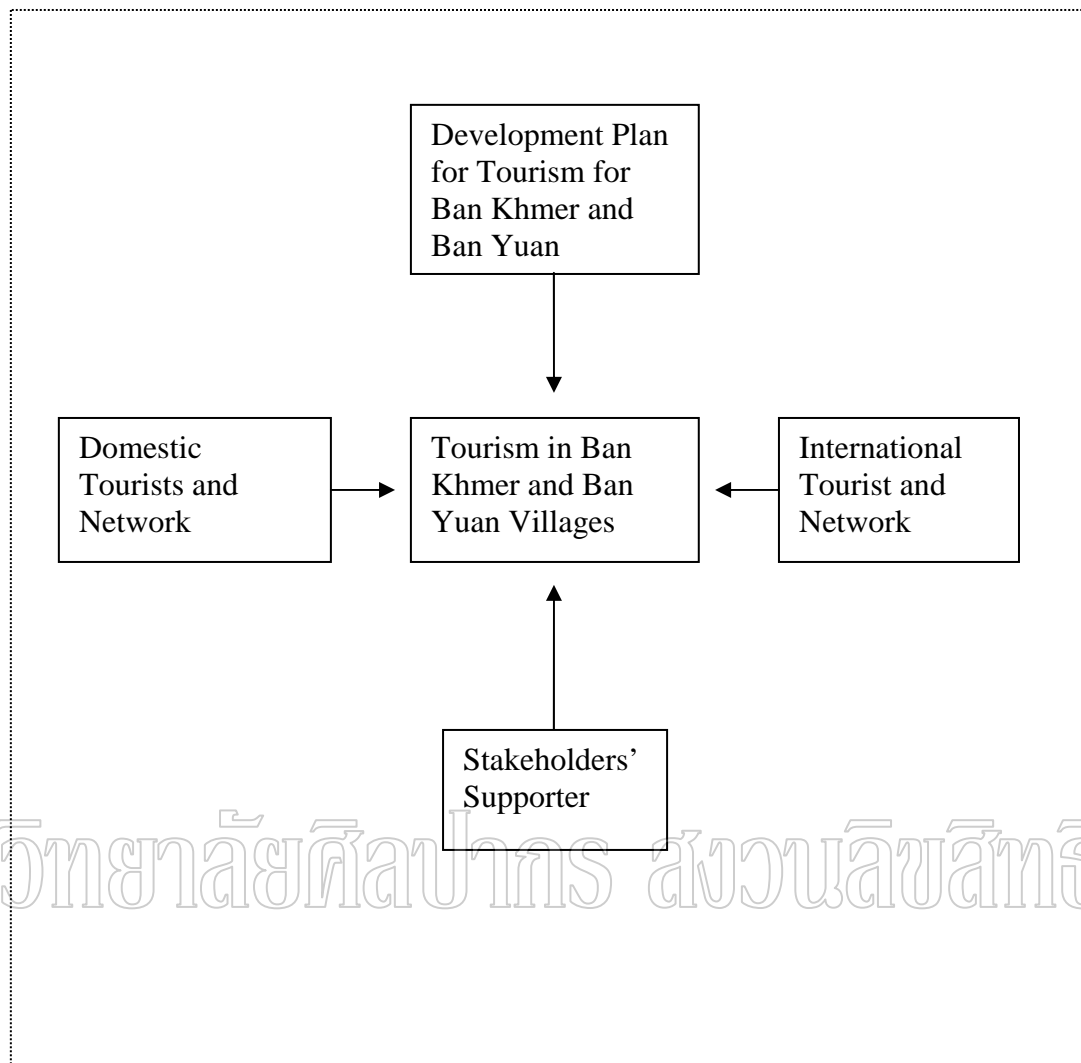 Development Plan
for Tourism for
Ban Khmer and
Ban Yuan
Domestic
Tourists and
Network
Tourism in Ban
Khmer and Ban
Yuan Villages
International
Tourist and
Network
Stakeholders’
Supporter
วิทยาลัยศิลปากร สงวนลิขสิทธิ